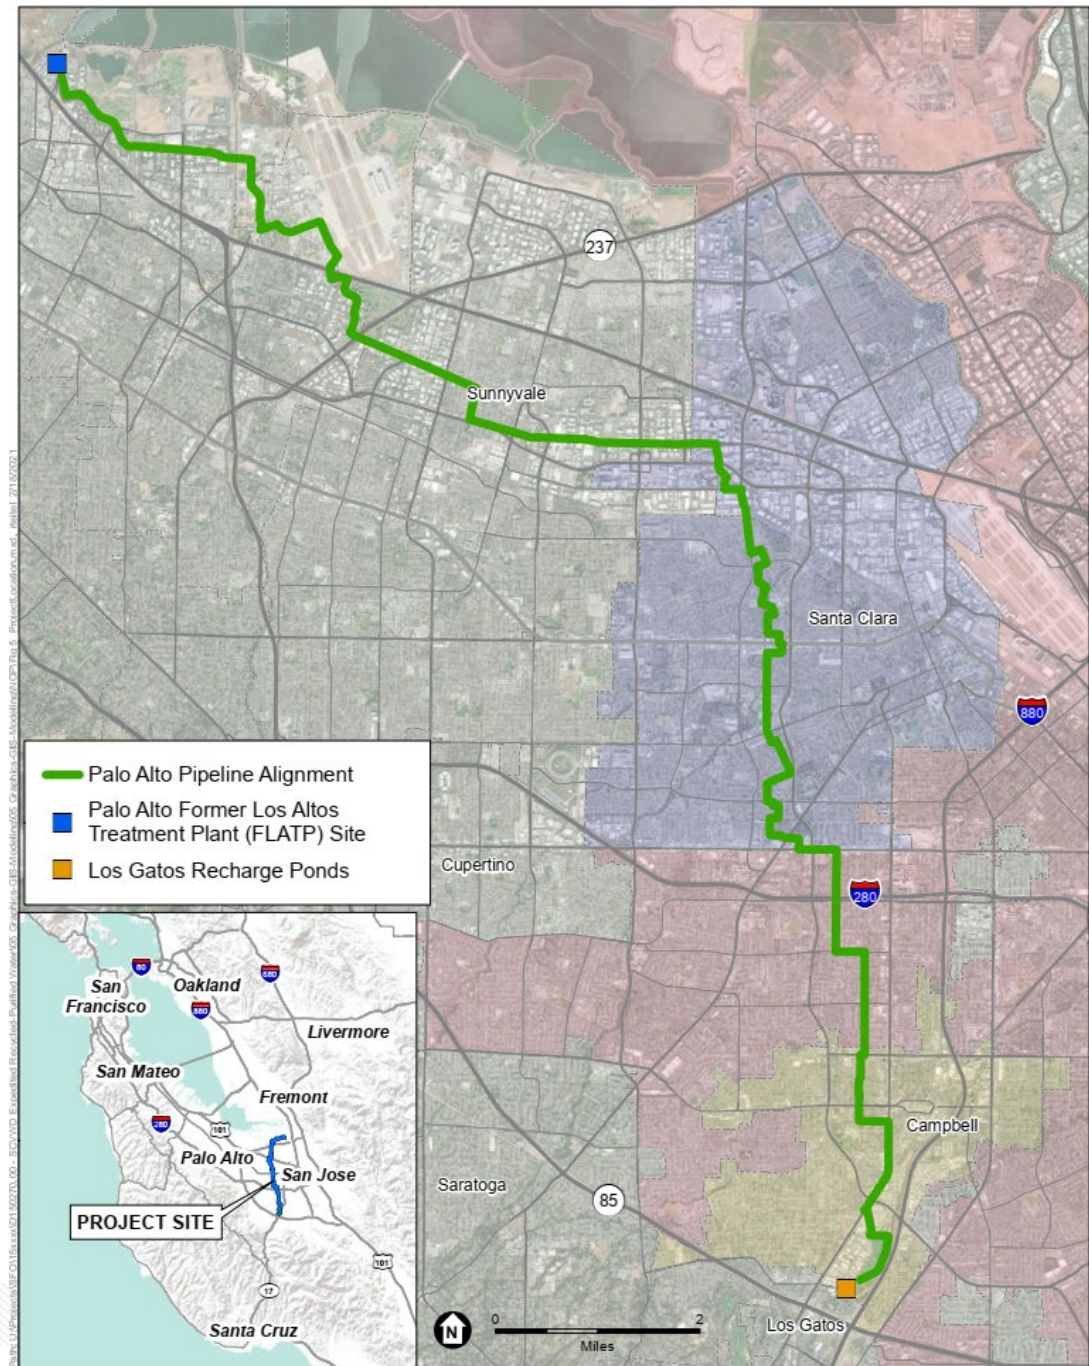 237
Sunnyvale
Santa Clara
880
Palo Alto Pipeline Alignment
Palo Alto Former Los Altos
Treatment Plant (FLATP) Site
Los Gatos Recharge Ponds
Cupertino
280
Campbell
Saratoga
85
Los Gatos
N
0 2
Miles
80
680
San
Francisco
Oakland
880
Livermore
San Mateo
Fremont
280
101
Palo Alto
San Jose
PROJECT SITE
101
17
Santa Cruz